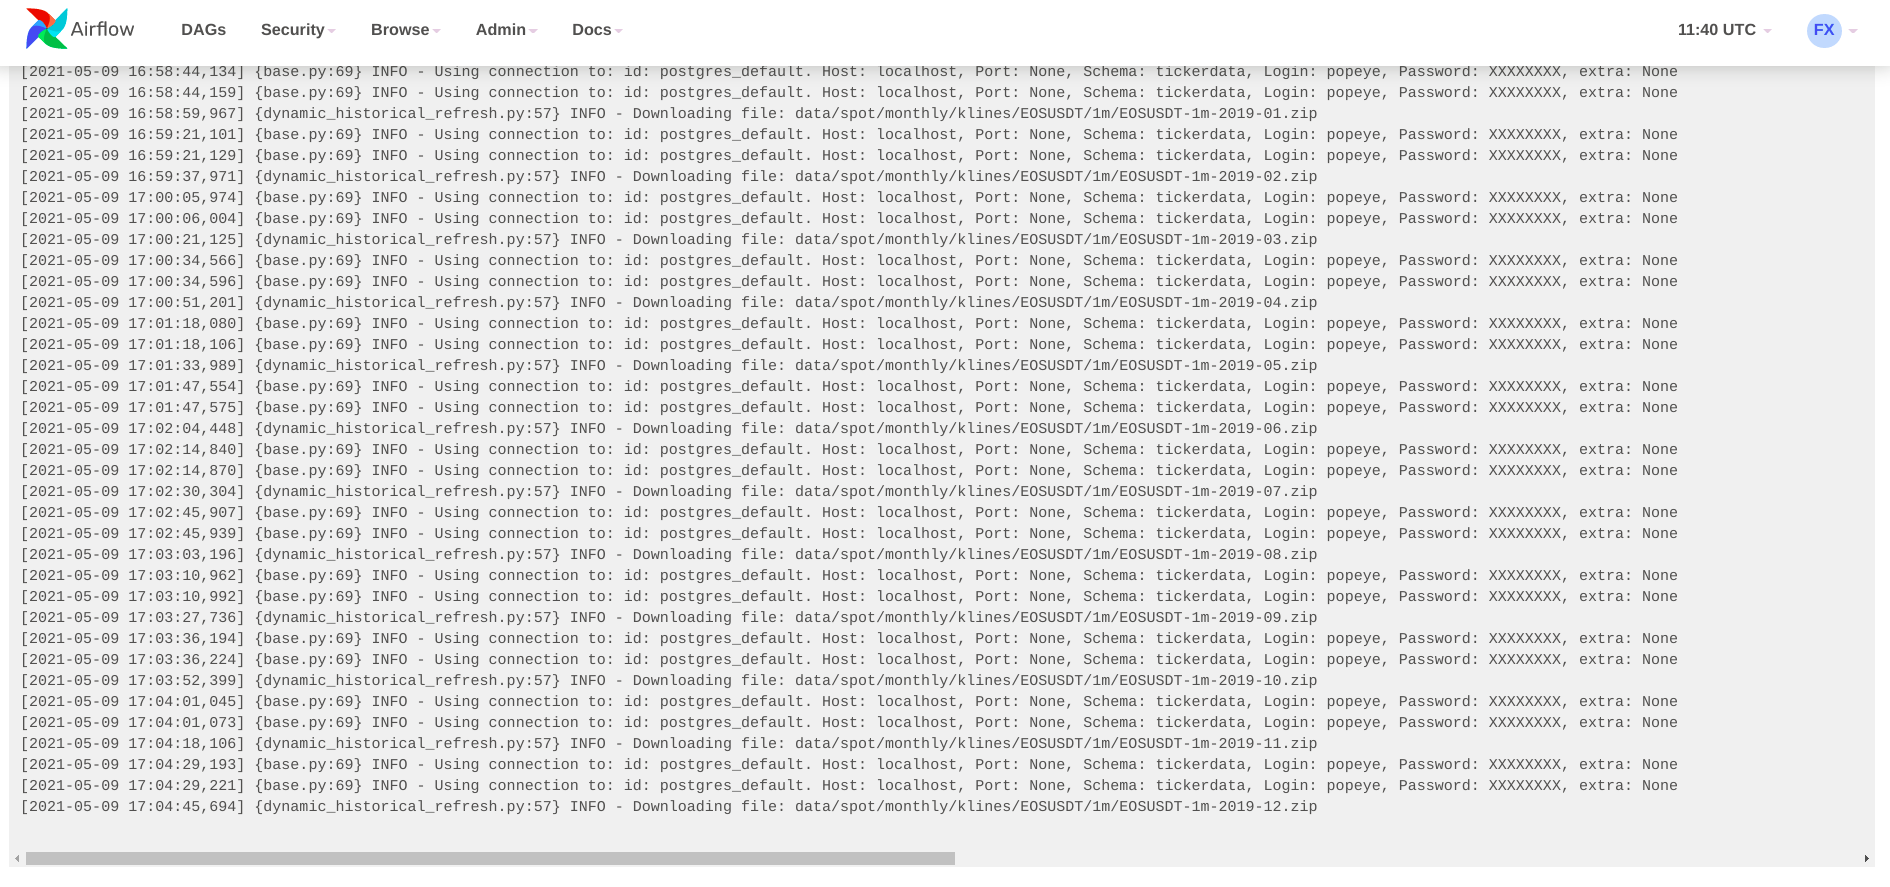 Airflow DAGs Security Browse Admin Docs 11:40 UTC FX
[2021-05-09 16:58:44,134] {base.py:69} INFO - Using connection to: id: postgres_default. Host: localhost, Port: None, Schema: tickerdata, Login: popeye, Password: XXXXXXXX, extra: None
[2021-05-09 16:58:44,159] {base.py:69} INFO - Using connection to: id: postgres_default. Host: localhost, Port: None, Schema: tickerdata, Login: popeye, Password: XXXXXXXX, extra: None
[2021-05-09 16:58:59,967] {dynamic_historical_refresh.py:57} INFO - Downloading file: data/spot/monthly/klines/EOSUSDT/1m/EOSUSDT-1m-2019-01.zip
[2021-05-09 16:59:21,101] {base.py:69} INFO - Using connection to: id: postgres_default. Host: localhost, Port: None, Schema: tickerdata, Login: popeye, Password: XXXXXXXX, extra: None
[2021-05-09 16:59:21,129] {base.py:69} INFO - Using connection to: id: postgres_default. Host: localhost, Port: None, Schema: tickerdata, Login: popeye, Password: XXXXXXXX, extra: None
[2021-05-09 16:59:37,971] {dynamic_historical_refresh.py:57} INFO - Downloading file: data/spot/monthly/klines/EOSUSDT/1m/EOSUSDT-1m-2019-02.zip
[2021-05-09 17:00:05,974] {base.py:69} INFO - Using connection to: id: postgres_default. Host: localhost, Port: None, Schema: tickerdata, Login: popeye, Password: XXXXXXXX, extra: None
[2021-05-09 17:00:06,004] {base.py:69} INFO - Using connection to: id: postgres_default. Host: localhost, Port: None, Schema: tickerdata, Login: popeye, Password: XXXXXXXX, extra: None
[2021-05-09 17:00:21,125] {dynamic_historical_refresh.py:57} INFO - Downloading file: data/spot/monthly/klines/EOSUSDT/1m/EOSUSDT-1m-2019-03.zip
[2021-05-09 17:00:34,566] {base.py:69} INFO - Using connection to: id: postgres_default. Host: localhost, Port: None, Schema: tickerdata, Login: popeye, Password: XXXXXXXX, extra: None
[2021-05-09 17:00:34,596] {base.py:69} INFO - Using connection to: id: postgres_default. Host: localhost, Port: None, Schema: tickerdata, Login: popeye, Password: XXXXXXXX, extra: None
[2021-05-09 17:00:51,201] {dynamic_historical_refresh.py:57} INFO - Downloading file: data/spot/monthly/klines/EOSUSDT/1m/EOSUSDT-1m-2019-04.zip
[2021-05-09 17:01:18,080] {base.py:69} INFO - Using connection to: id: postgres_default. Host: localhost, Port: None, Schema: tickerdata, Login: popeye, Password: XXXXXXXX, extra: None
[2021-05-09 17:01:18,106] {base.py:69} INFO - Using connection to: id: postgres_default. Host: localhost, Port: None, Schema: tickerdata, Login: popeye, Password: XXXXXXXX, extra: None
[2021-05-09 17:01:33,989] {dynamic_historical_refresh.py:57} INFO - Downloading file: data/spot/monthly/klines/EOSUSDT/1m/EOSUSDT-1m-2019-05.zip
[2021-05-09 17:01:47,554] {base.py:69} INFO - Using connection to: id: postgres_default. Host: localhost, Port: None, Schema: tickerdata, Login: popeye, Password: XXXXXXXX, extra: None
[2021-05-09 17:01:47,575] {base.py:69} INFO - Using connection to: id: postgres_default. Host: localhost, Port: None, Schema: tickerdata, Login: popeye, Password: XXXXXXXX, extra: None
[2021-05-09 17:02:04,448] {dynamic_historical_refresh.py:57} INFO - Downloading file: data/spot/monthly/klines/EOSUSDT/1m/EOSUSDT-1m-2019-06.zip
[2021-05-09 17:02:14,840] {base.py:69} INFO - Using connection to: id: postgres_default. Host: localhost, Port: None, Schema: tickerdata, Login: popeye, Password: XXXXXXXX, extra: None
[2021-05-09 17:02:14,870] {base.py:69} INFO - Using connection to: id: postgres_default. Host: localhost, Port: None, Schema: tickerdata, Login: popeye, Password: XXXXXXXX, extra: None
[2021-05-09 17:02:30,304] {dynamic_historical_refresh.py:57} INFO - Downloading file: data/spot/monthly/klines/EOSUSDT/1m/EOSUSDT-1m-2019-07.zip
[2021-05-09 17:02:45,907] {base.py:69} INFO - Using connection to: id: postgres_default. Host: localhost, Port: None, Schema: tickerdata, Login: popeye, Password: XXXXXXXX, extra: None
[2021-05-09 17:02:45,939] {base.py:69} INFO - Using connection to: id: postgres_default. Host: localhost, Port: None, Schema: tickerdata, Login: popeye, Password: XXXXXXXX, extra: None
[2021-05-09 17:03:03,196] {dynamic_historical_refresh.py:57} INFO - Downloading file: data/spot/monthly/klines/EOSUSDT/1m/EOSUSDT-1m-2019-08.zip
[2021-05-09 17:03:10,962] {base.py:69} INFO - Using connection to: id: postgres_default. Host: localhost, Port: None, Schema: tickerdata, Login: popeye, Password: XXXXXXXX, extra: None
[2021-05-09 17:03:10,992] {base.py:69} INFO - Using connection to: id: postgres_default. Host: localhost, Port: None, Schema: tickerdata, Login: popeye, Password: XXXXXXXX, extra: None
[2021-05-09 17:03:27,736] {dynamic_historical_refresh.py:57} INFO - Downloading file: data/spot/monthly/klines/EOSUSDT/1m/EOSUSDT-1m-2019-09.zip
[2021-05-09 17:03:36,194] {base.py:69} INFO - Using connection to: id: postgres_default. Host: localhost, Port: None, Schema: tickerdata, Login: popeye, Password: XXXXXXXX, extra: None
[2021-05-09 17:03:36,224] {base.py:69} INFO - Using connection to: id: postgres_default. Host: localhost, Port: None, Schema: tickerdata, Login: popeye, Password: XXXXXXXX, extra: None
[2021-05-09 17:03:52,399] {dynamic_historical_refresh.py:57} INFO - Downloading file: data/spot/monthly/klines/EOSUSDT/1m/EOSUSDT-1m-2019-10.zip
[2021-05-09 17:04:01,045] {base.py:69} INFO - Using connection to: id: postgres_default. Host: localhost, Port: None, Schema: tickerdata, Login: popeye, Password: XXXXXXXX, extra: None
[2021-05-09 17:04:01,073] {base.py:69} INFO - Using connection to: id: postgres_default. Host: localhost, Port: None, Schema: tickerdata, Login: popeye, Password: XXXXXXXX, extra: None
[2021-05-09 17:04:18,106] {dynamic_historical_refresh.py:57} INFO - Downloading file: data/spot/monthly/klines/EOSUSDT/1m/EOSUSDT-1m-2019-11.zip
[2021-05-09 17:04:29,193] {base.py:69} INFO - Using connection to: id: postgres_default. Host: localhost, Port: None, Schema: tickerdata, Login: popeye, Password: XXXXXXXX, extra: None
[2021-05-09 17:04:29,221] {base.py:69} INFO - Using connection to: id: postgres_default. Host: localhost, Port: None, Schema: tickerdata, Login: popeye, Password: XXXXXXXX, extra: None
[2021-05-09 17:04:45,694] {dynamic_historical_refresh.py:57} INFO - Downloading file: data/spot/monthly/klines/EOSUSDT/1m/EOSUSDT-1m-2019-12.zip